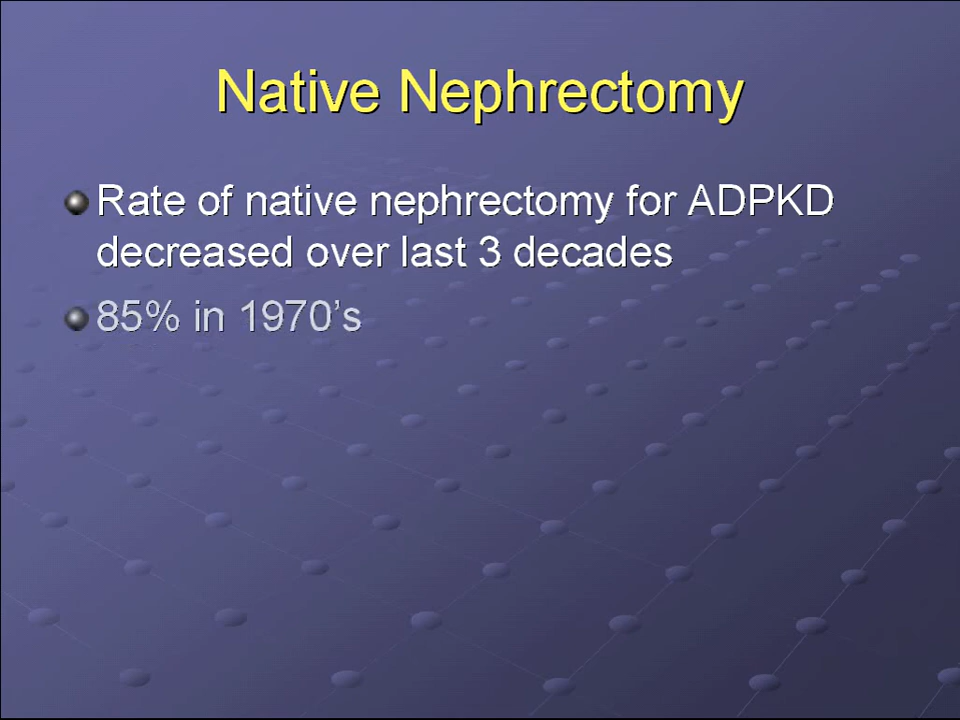 Native Nephrectomy
Rate of native nephrectomy for ADPKD
decreased over last 3 decades
85% in 1970's